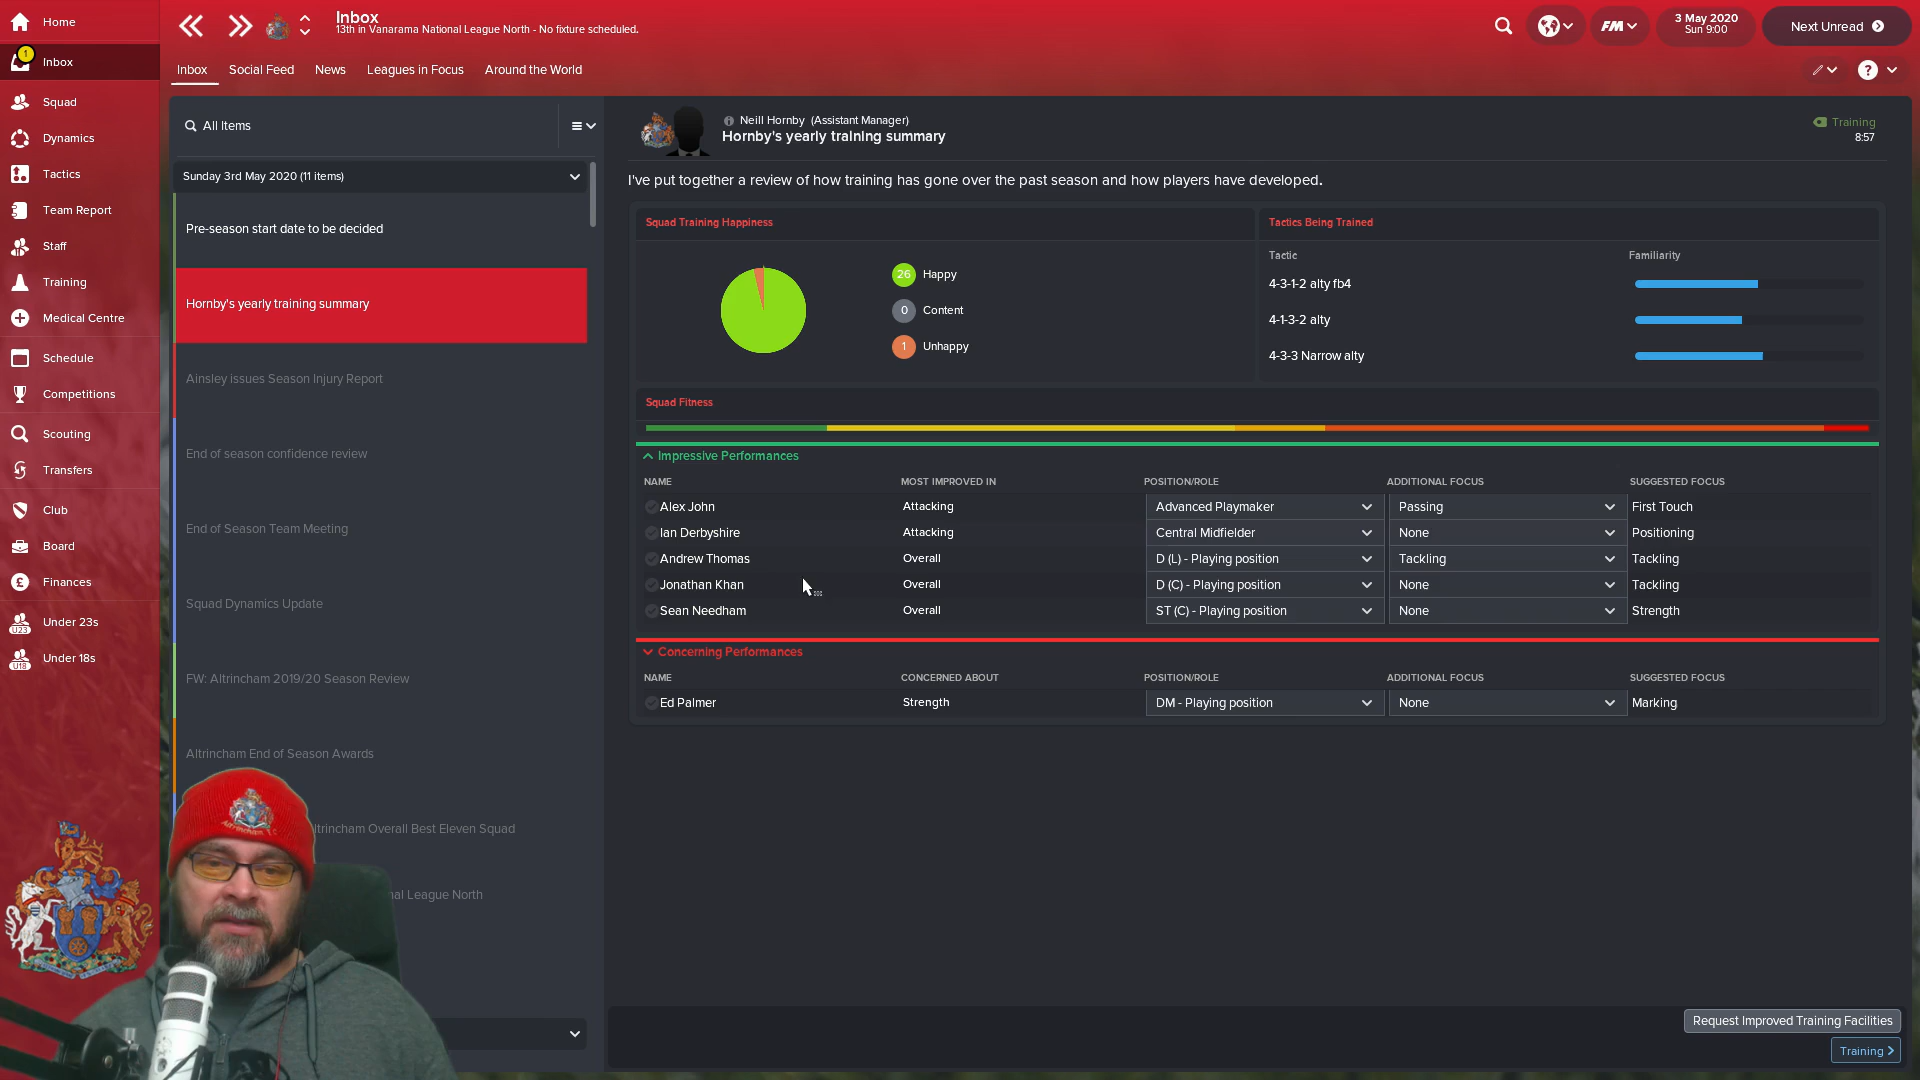 Home
Inbox
1
Squad
Dynamics
Tactics
Team Report
Staff
Training
Medical Centre
Schedule
Competitions
Scouting
Transfers
Club
Board
Finances
Under 23s
U23
Under 18s
U18
Inbox
13th in Vanarama National League North - No fixture scheduled.
FM
3 May 2020
Sun 9:00
Next Unread
Inbox
Social Feed
News
Leagues in Focus
Around the World
?
All Items
Sunday 3rd May 2020 (11 items)
Pre-season start date to be decided
Hornby's yearly training summary
Ainsley issues Season Injury Report
End of season confidence review
End of Season Team Meeting
Squad Dynamics Update
FW: Altrincham 2019/20 Season Review
Altrincham End of Season Awards
ltrincham Overall Best Eleven Squad
nal League North
Neill Hornby (Assistant Manager)
Hornby's yearly training summary
Training
8:57
I've put together a review of how training has gone over the past season and how players have developed.
Squad Training Happiness
26 Happy
0 Content
1 Unhappy
Tactics Being Trained
Tactic Familiarity
4-3-1-2 alty fb4
4-1-3-2 alty
4-3-3 Narrow alty
Squad Fitness
Impressive Performances
NAME MOST IMPROVED IN POSITION/ROLE ADDITIONAL FOCUS SUGGESTED FOCUS
Alex John Attacking Advanced Playmaker Passing First Touch
Ian Derbyshire Attacking Central Midfielder None Positioning
Andrew Thomas Overall D (L) - Playing position Tackling Tackling
Jonathan Khan Overall D (C) - Playing position None Tackling
Sean Needham Overall ST (C) - Playing position None Strength
Concerning Performances
NAME CONCERNED ABOUT POSITION/ROLE ADDITIONAL FOCUS SUGGESTED FOCUS
Ed Palmer Strength DM - Playing position None Marking
Request Improved Training Facilities
Training